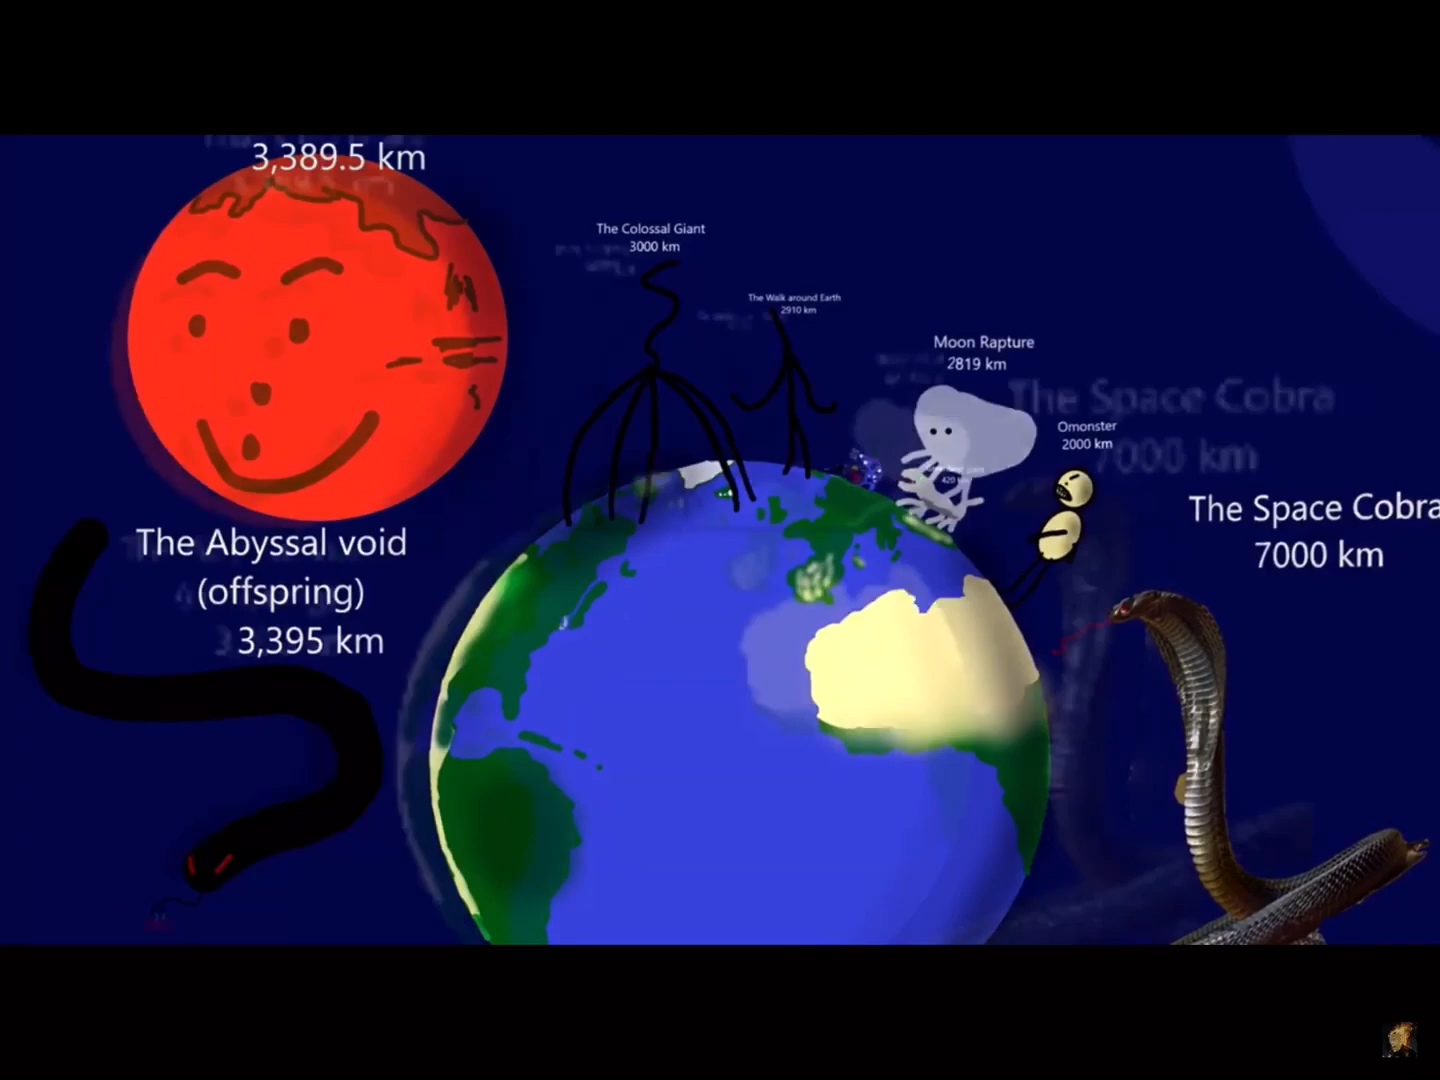 3,389.5 km
The Colossal Giant
3000 km
The Walk around Earth
2910 km
Moon Rapture
2819 km
The Space Cobra
7000 km
Omonster
2000 km
420
The Space Cobra
7000 km
The Abyssal void
(offspring)
3,395 km